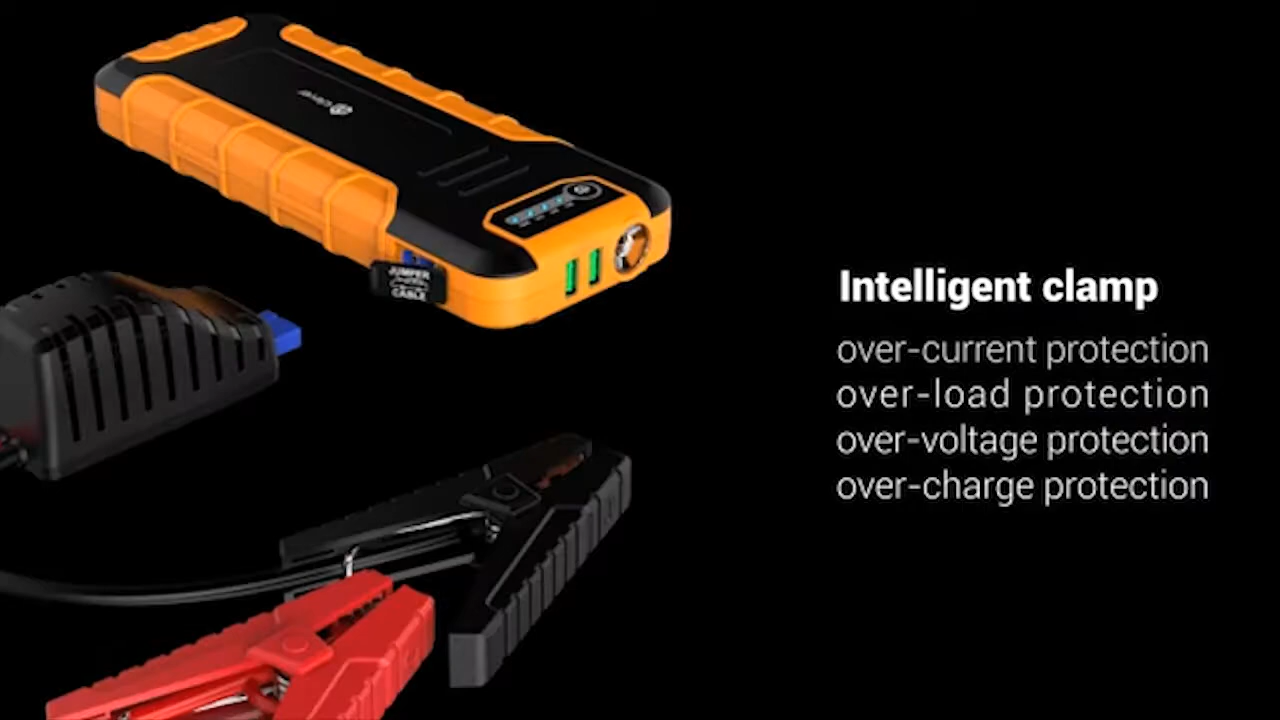 JUMPER
CABLE
Intelligent clamp
over-current protection
over-load protection
over-voltage protection
over-charge protection